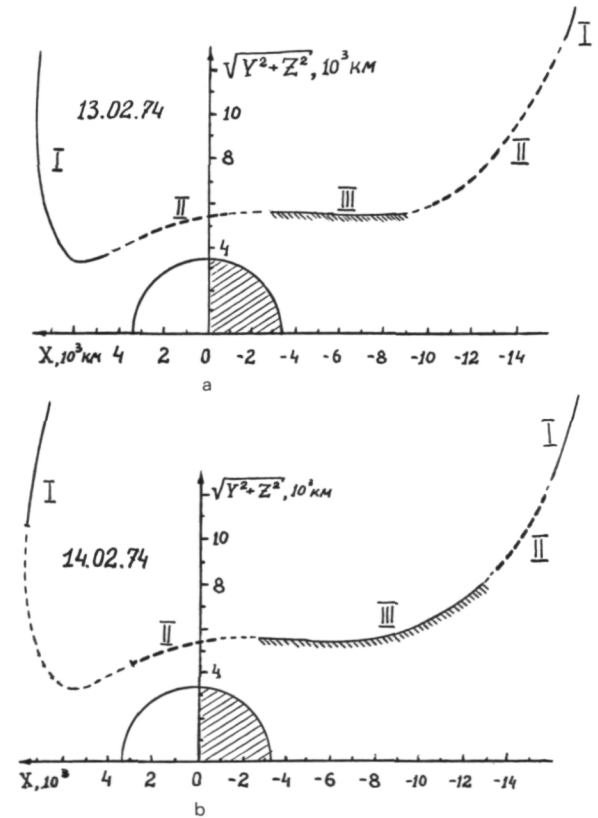 I
√Y²+Z², 10³ КМ
13.02.74
10
I
8
II
II
III
4
X,10³КМ 4 2 0 -2 -4 -6 -8 -10 -12 -14
a
I
I
√Y²+Z², 10³ КМ
10
14.02.74
II
8
III
II
4
X,10³ 4 2 0 -2 -4 -6 -8 -10 -12 -14
b